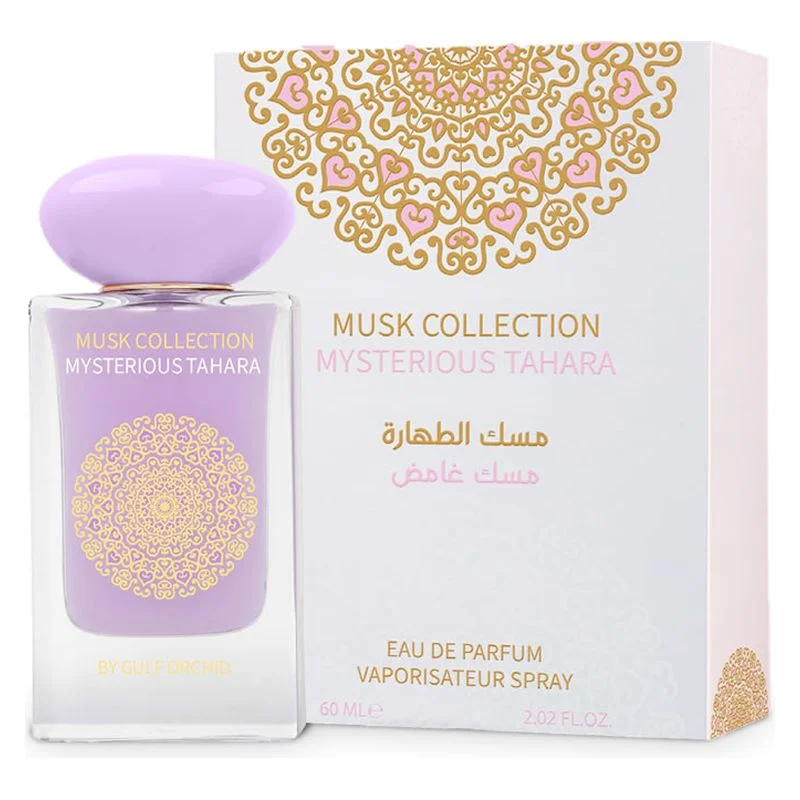 MUSK COLLECTION
MYSTERIOUS TAHARA
BY GULF ORCHID
MUSK COLLECTION
MYSTERIOUS TAHARA
مسك الطهارة
مسك غامض
EAU DE PARFUM
VAPORISATEUR SPRAY
60 ML℮ 2.02 FL.OZ.